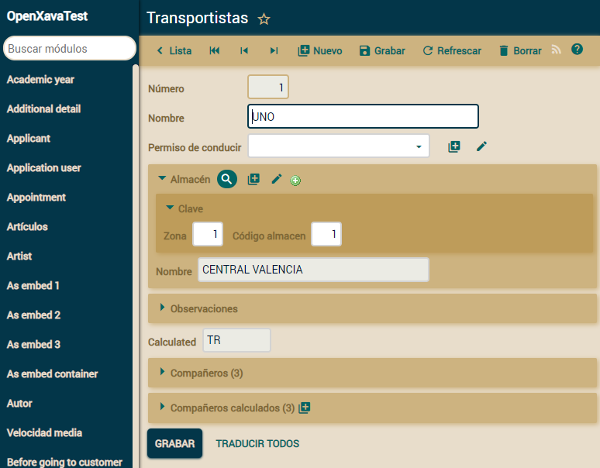 OpenXavaTest
Buscar módulos
Academic year
Additional detail
Applicant
Application user
Appointment
Artículos
Artist
As embed 1
As embed 2
As embed 3
As embed container
Autor
Velocidad media
Before going to customer
Transportistas
Lista Nuevo Grabar Refrescar Borrar
Número 1
Nombre UNO
Permiso de conducir
Almacén
Clave
Zona 1 Código almacen 1
Nombre CENTRAL VALENCIA
Observaciones
Calculated TR
Compañeros (3)
Compañeros calculados (3)
GRABAR TRADUCIR TODOS